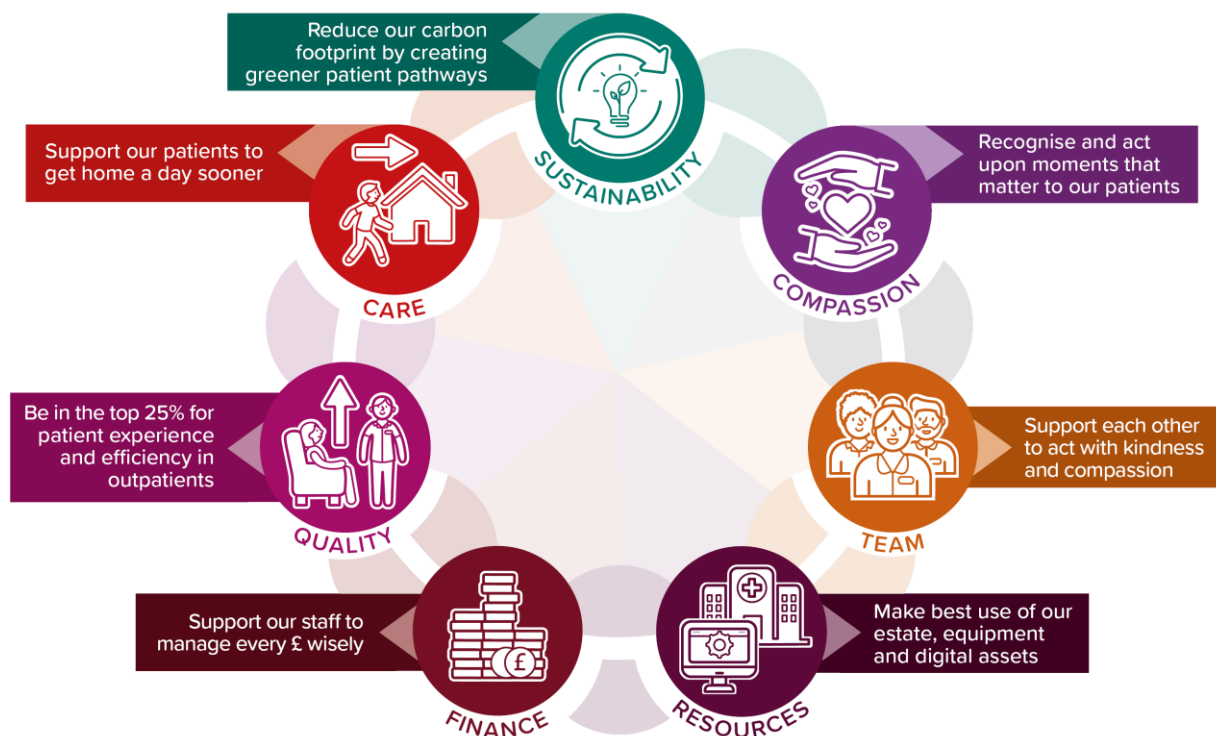 Reduce our carbon
footprint by creating
greener patient pathways
SUSTAINABILITY
Recognise and act
upon moments that
matter to our patients
COMPASSION
Support each other
to act with kindness
and compassion
TEAM
Make best use of our
estate, equipment
and digital assets
RESOURCES
Support our staff to
manage every £ wisely
£
FINANCE
Be in the top 25% for
patient experience
and efficiency in
outpatients
QUALITY
Support our patients to
get home a day sooner
CARE